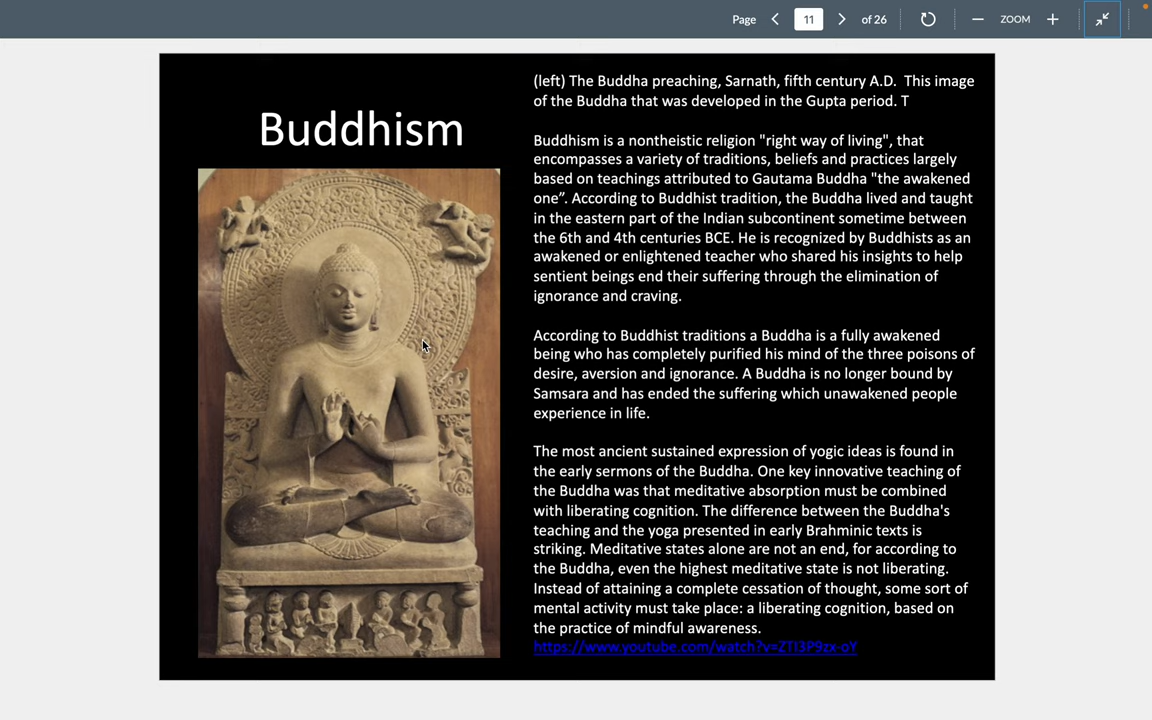 Page 11 of 26 ZOOM
Buddhism
(left) The Buddha preaching, Sarnath, fifth century A.D.  This image
of the Buddha that was developed in the Gupta period. T
Buddhism is a nontheistic religion "right way of living", that
encompasses a variety of traditions, beliefs and practices largely
based on teachings attributed to Gautama Buddha "the awakened
one”. According to Buddhist tradition, the Buddha lived and taught
in the eastern part of the Indian subcontinent sometime between
the 6th and 4th centuries BCE. He is recognized by Buddhists as an
awakened or enlightened teacher who shared his insights to help
sentient beings end their suffering through the elimination of
ignorance and craving.
According to Buddhist traditions a Buddha is a fully awakened
being who has completely purified his mind of the three poisons of
desire, aversion and ignorance. A Buddha is no longer bound by
Samsara and has ended the suffering which unawakened people
experience in life.
The most ancient sustained expression of yogic ideas is found in
the early sermons of the Buddha. One key innovative teaching of
the Buddha was that meditative absorption must be combined
with liberating cognition. The difference between the Buddha's
teaching and the yoga presented in early Brahminic texts is
striking. Meditative states alone are not an end, for according to
the Buddha, even the highest meditative state is not liberating.
Instead of attaining a complete cessation of thought, some sort of
mental activity must take place: a liberating cognition, based on
the practice of mindful awareness.
https://www.youtube.com/watch?v=ZTI3P9zx-oY